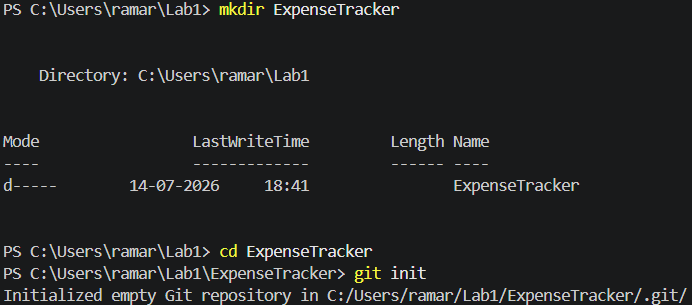 PS C:\Users\ramar\Lab1> mkdir ExpenseTracker
Directory: C:\Users\ramar\Lab1
Mode                 LastWriteTime         Length Name
----                 -------------         ------ ----
d-----        14-07-2026     18:41                ExpenseTracker
PS C:\Users\ramar\Lab1> cd ExpenseTracker
PS C:\Users\ramar\Lab1\ExpenseTracker> git init
Initialized empty Git repository in C:/Users/ramar/Lab1/ExpenseTracker/.git/